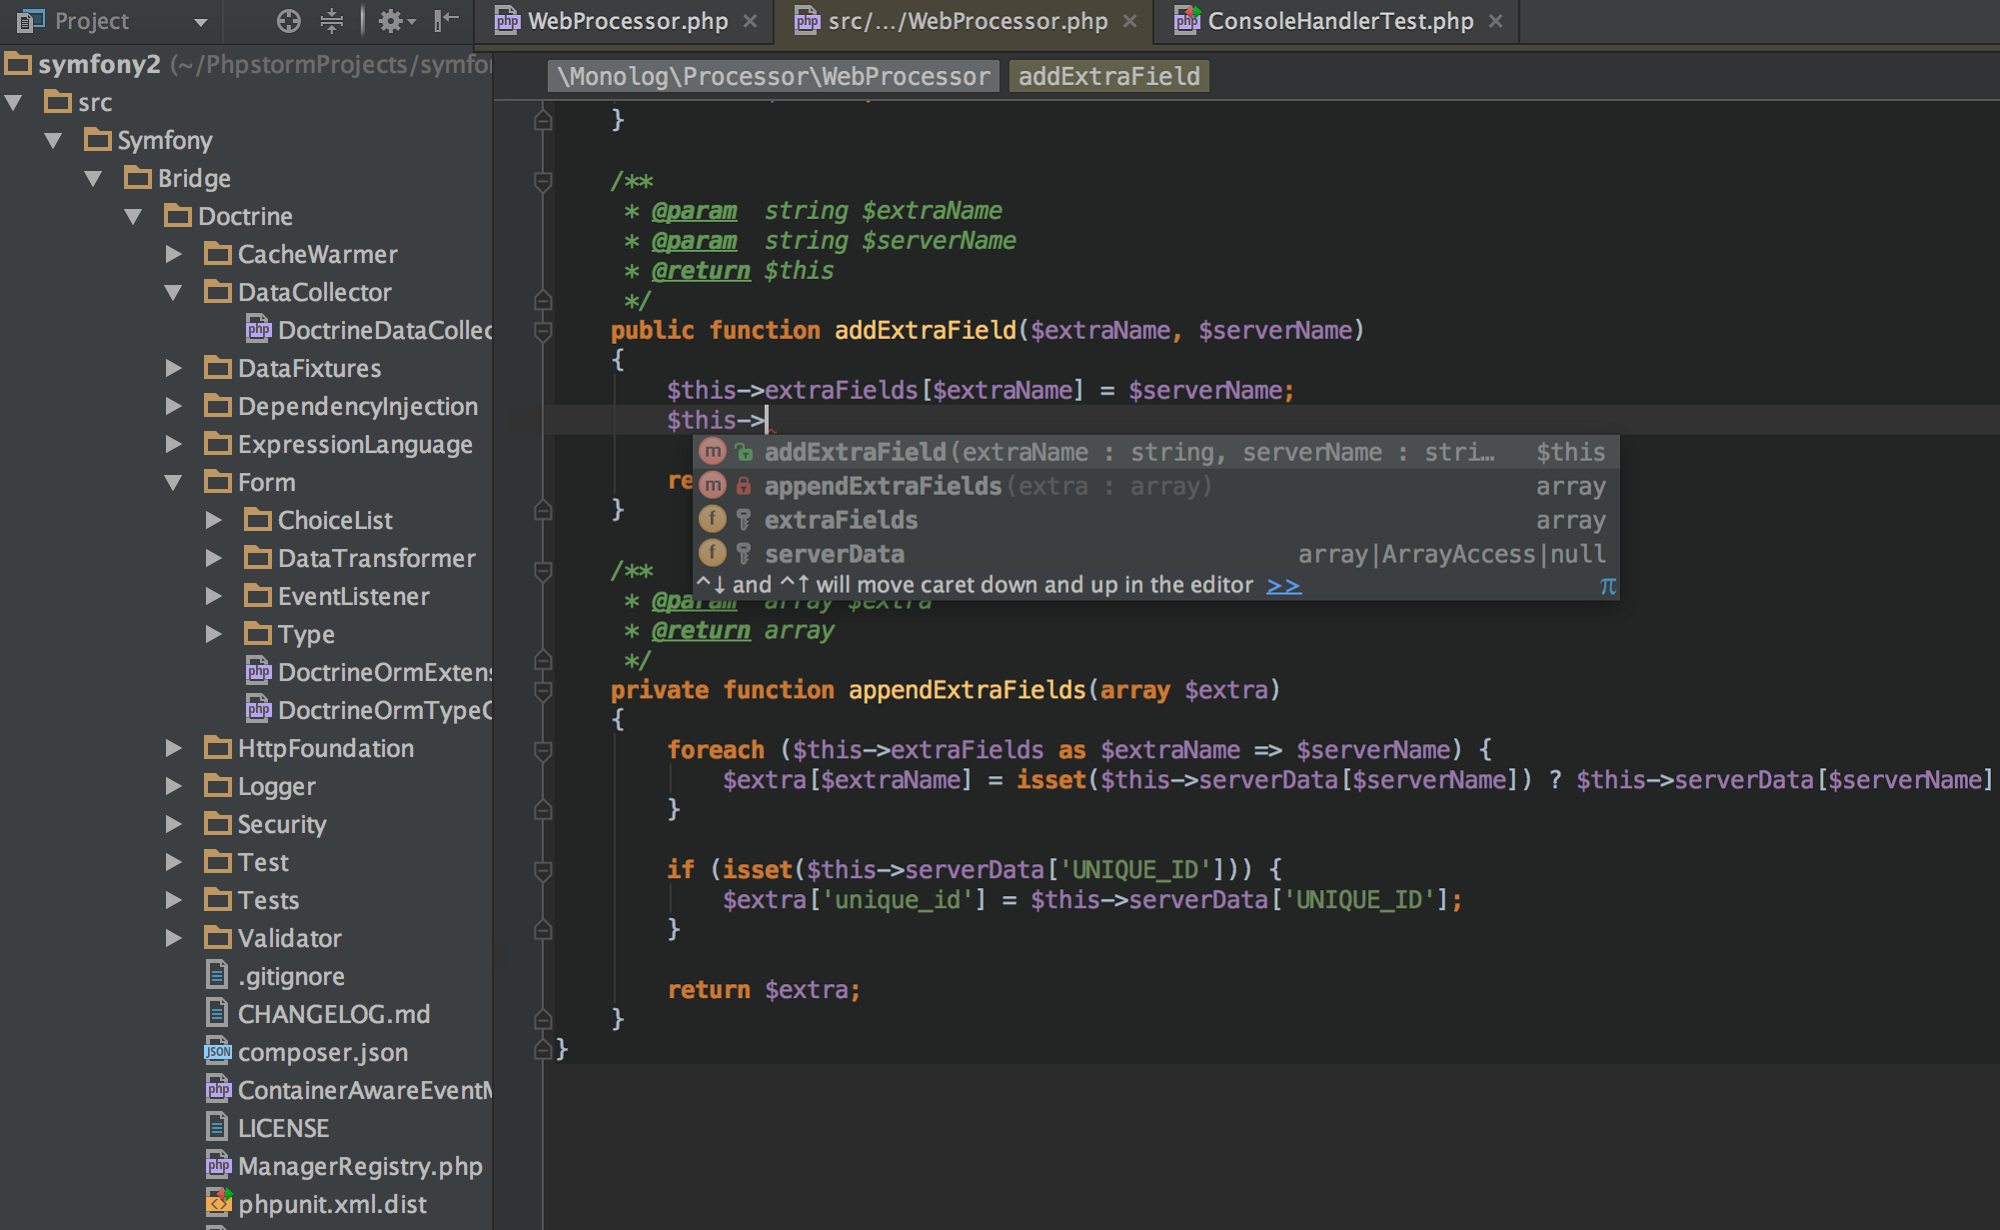 Project
WebProcessor.php
src/.../WebProcessor.php
ConsoleHandlerTest.php
symfony2 (~/PhpstormProjects/symfo
src
Symfony
Bridge
Doctrine
CacheWarmer
DataCollector
DoctrineDataCollec
DataFixtures
DependencyInjection
ExpressionLanguage
Form
ChoiceList
DataTransformer
EventListener
Type
DoctrineOrmExtens
DoctrineOrmType
HttpFoundation
Logger
Security
Test
Tests
Validator
.gitignore
CHANGELOG.md
composer.json
ContainerAwareEvent
LICENSE
ManagerRegistry.php
phpunit.xml.dist
\Monolog\Processor\WebProcessor addExtraField
}
/**
* @param string $extraName
* @param string $serverName
* @return $this
*/
public function addExtraField($extraName, $serverName)
{
$this->extraFields[$extraName] = $serverName;
$this->
re
}
addExtraField(extraName : string, serverName : stri… $this
appendExtraFields(extra : array) array
extraFields array
serverData array|ArrayAccess|null
^↓ and ^↑ will move caret down and up in the editor >> π
/**
* @param array $extra
* @return array
*/
private function appendExtraFields(array $extra)
{
foreach ($this->extraFields as $extraName => $serverName) {
$extra[$extraName] = isset($this->serverData[$serverName]) ? $this->serverData[$serverName]
}
if (isset($this->serverData['UNIQUE_ID'])) {
$extra['unique_id'] = $this->serverData['UNIQUE_ID'];
}
return $extra;
}
}